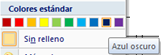 Colores estándar
Sin relleno
Azul oscuro